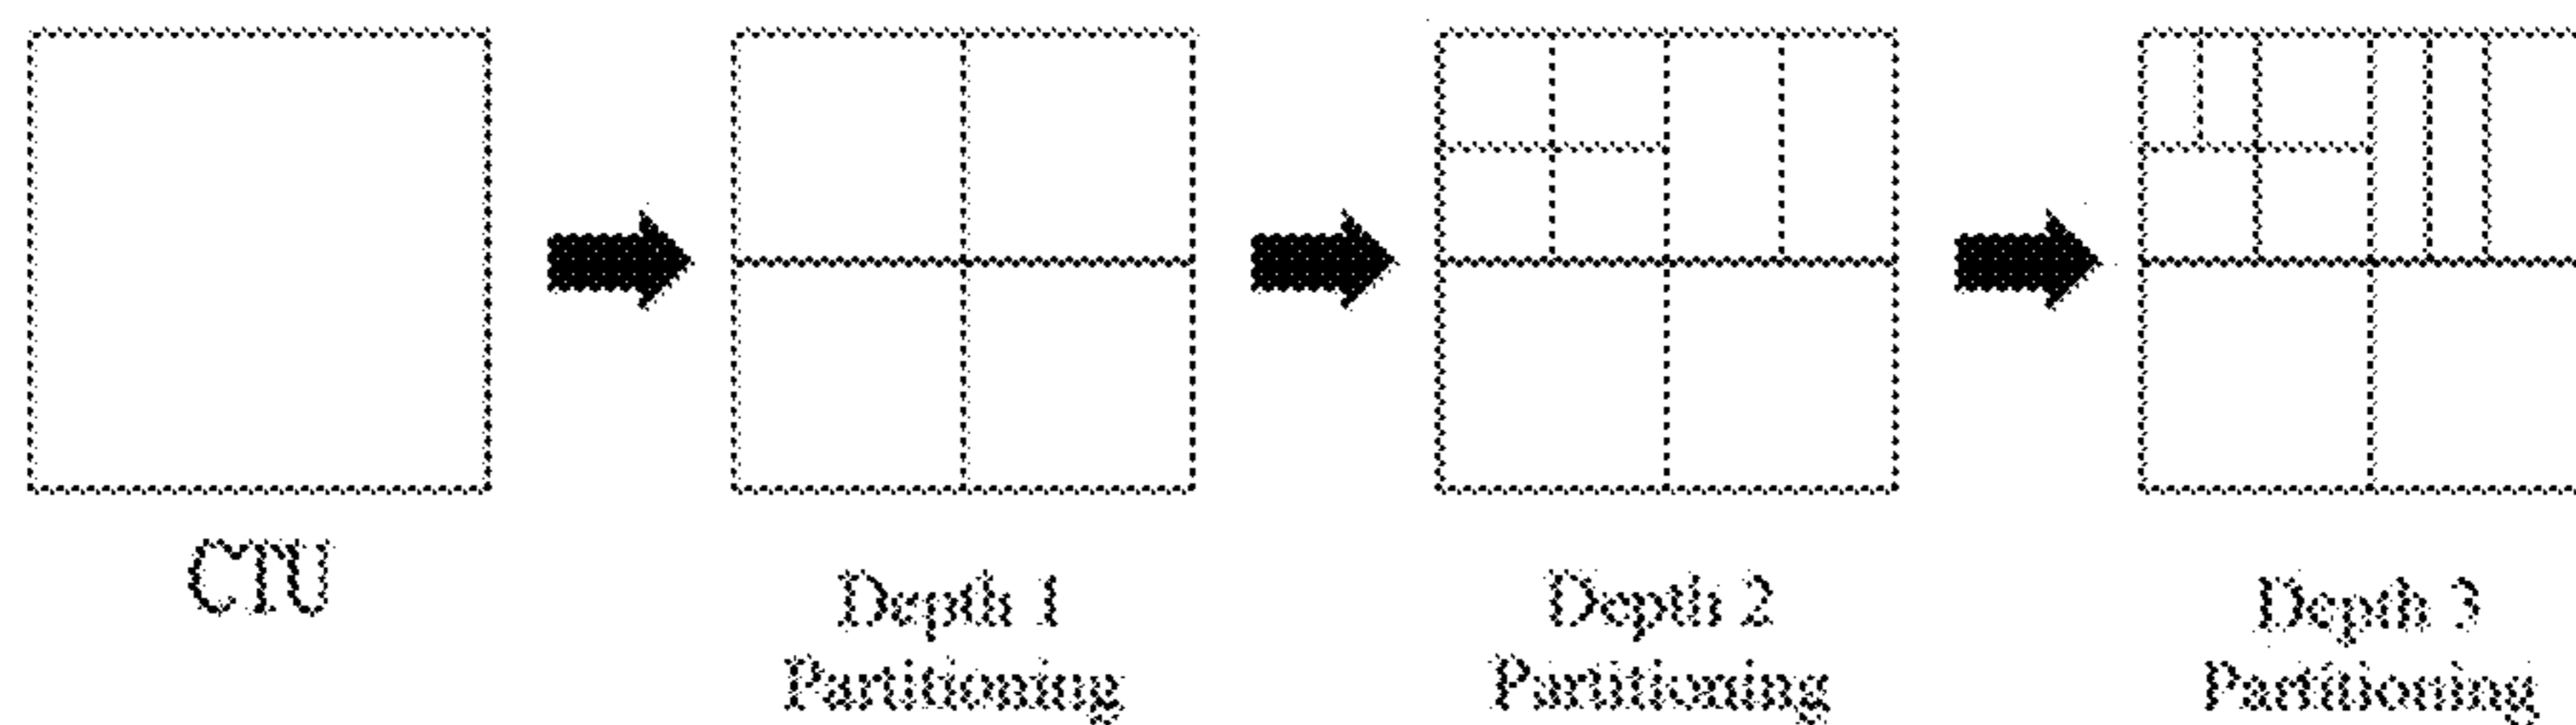 CTU
Depth 1
Partitioning
Depth 2
Partitioning
Depth 3
Partitioning